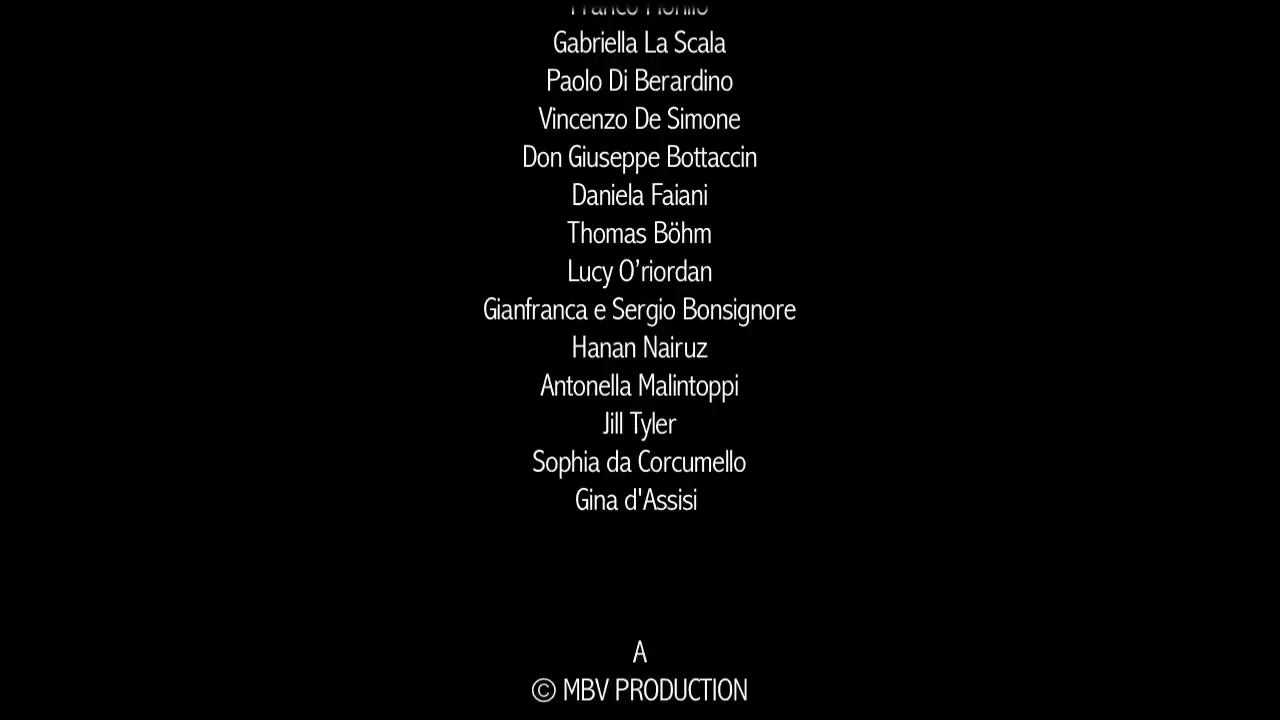 Gabriella La Scala
Paolo Di Berardino
Vincenzo De Simone
Don Giuseppe Bottaccin
Daniela Faiani
Thomas Böhm
Lucy O’riordan
Gianfranca e Sergio Bonsignore
Hanan Nairuz
Antonella Malintoppi
Jill Tyler
Sophia da Corcumello
Gina d'Assisi
A
© MBV PRODUCTION